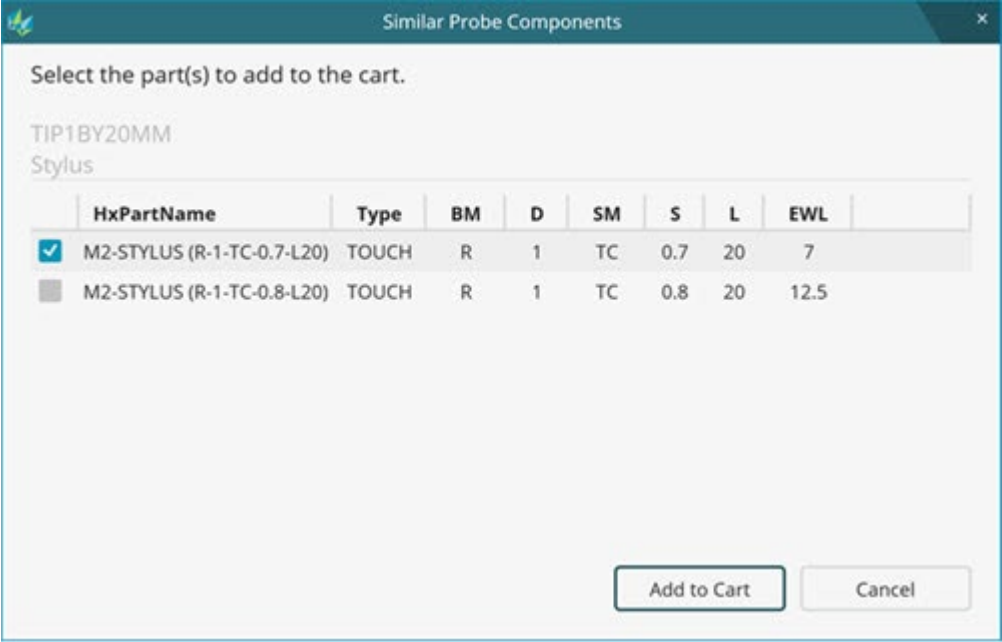 Similar Probe Components
Select the part(s) to add to the cart.
TIP1BY20MM
Stylus
HxPartName Type BM D SM S L EWL
M2-STYLUS (R-1-TC-0.7-L20) TOUCH R 1 TC 0.7 20 7
M2-STYLUS (R-1-TC-0.8-L20) TOUCH R 1 TC 0.8 20 12.5
Add to Cart Cancel